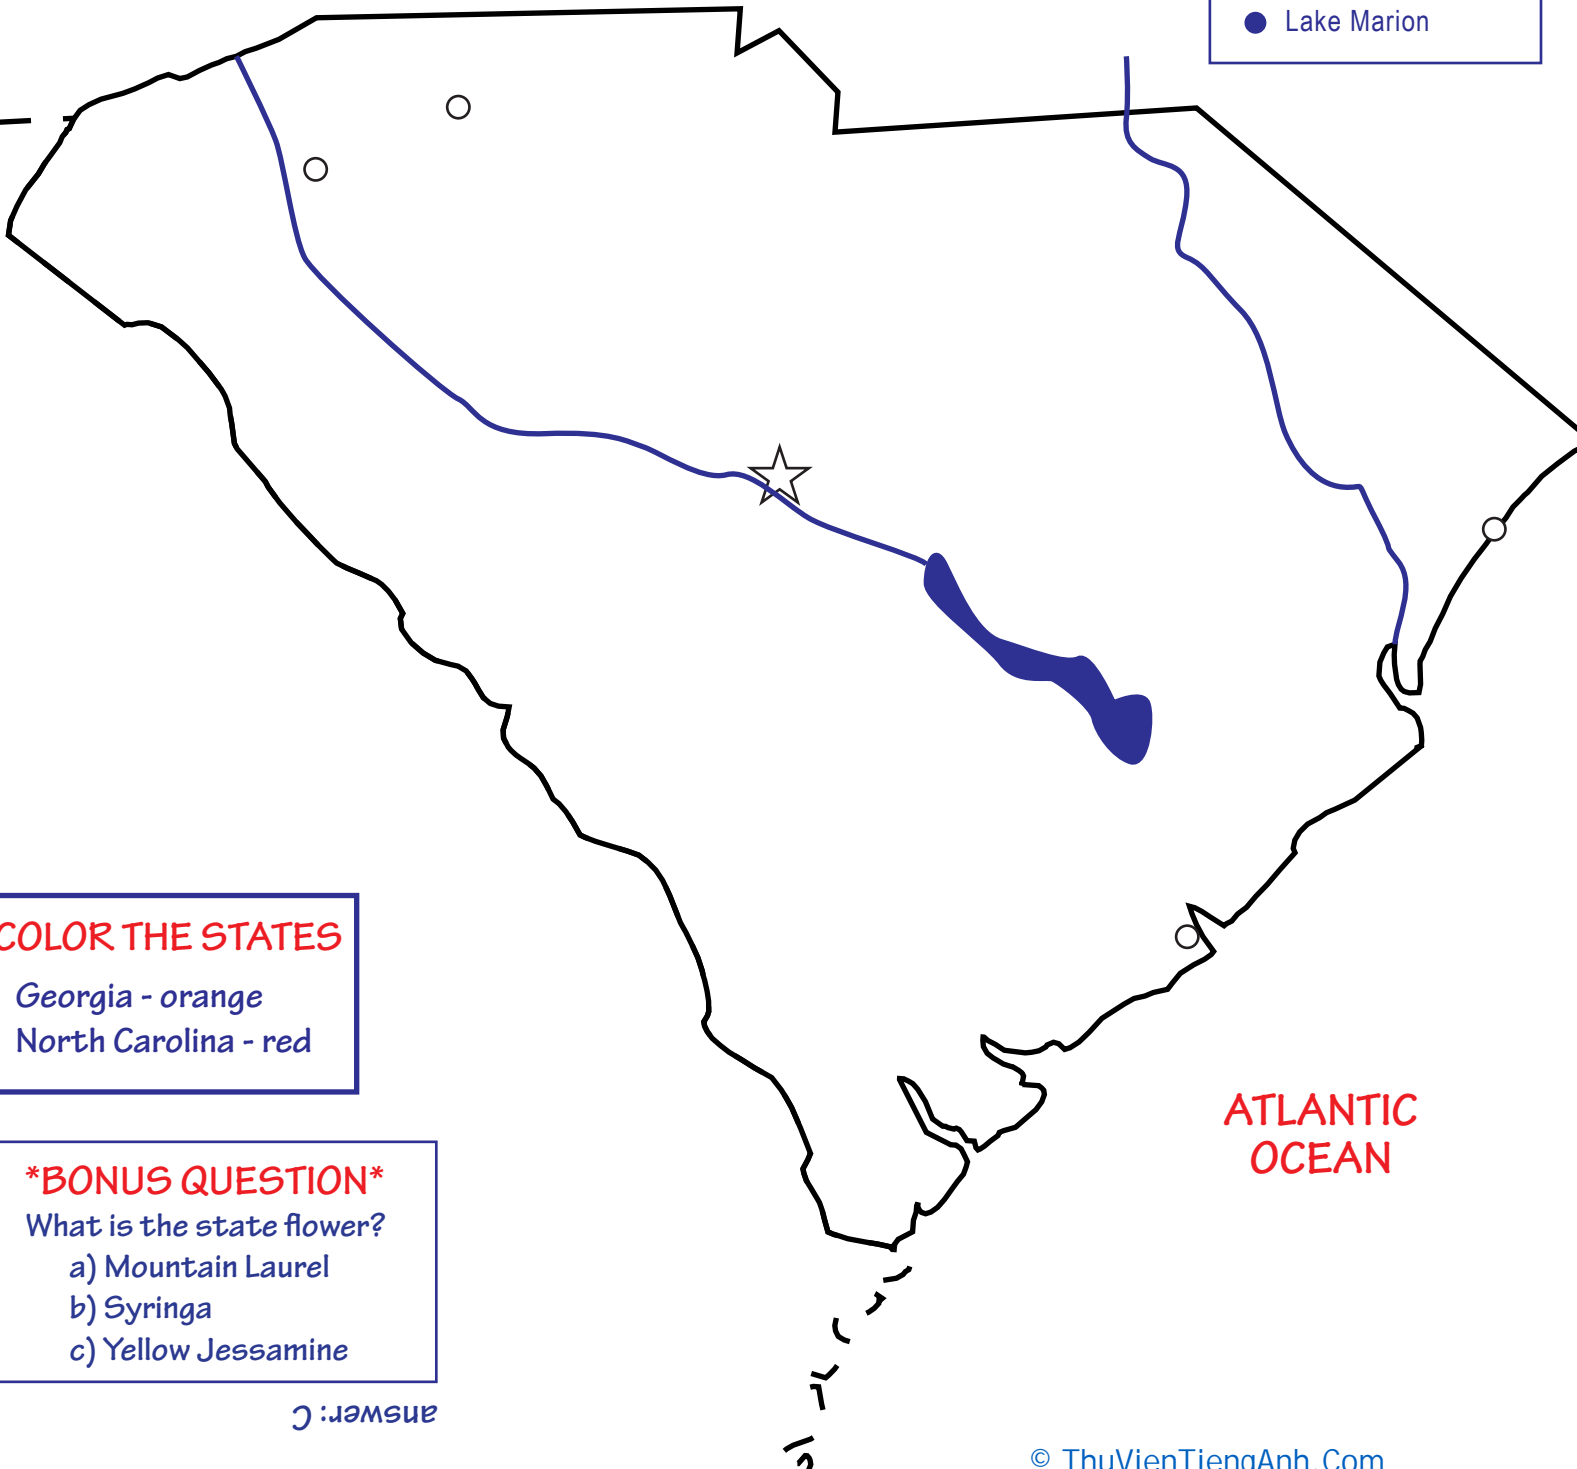 Lake Marion
COLOR THE STATES
Georgia - orange
North Carolina - red
*BONUS QUESTION*
What is the state flower?
a) Mountain Laurel
b) Syringa
c) Yellow Jessamine
answer: C
ATLANTIC
OCEAN
© ThuVienTiengAnh.Com